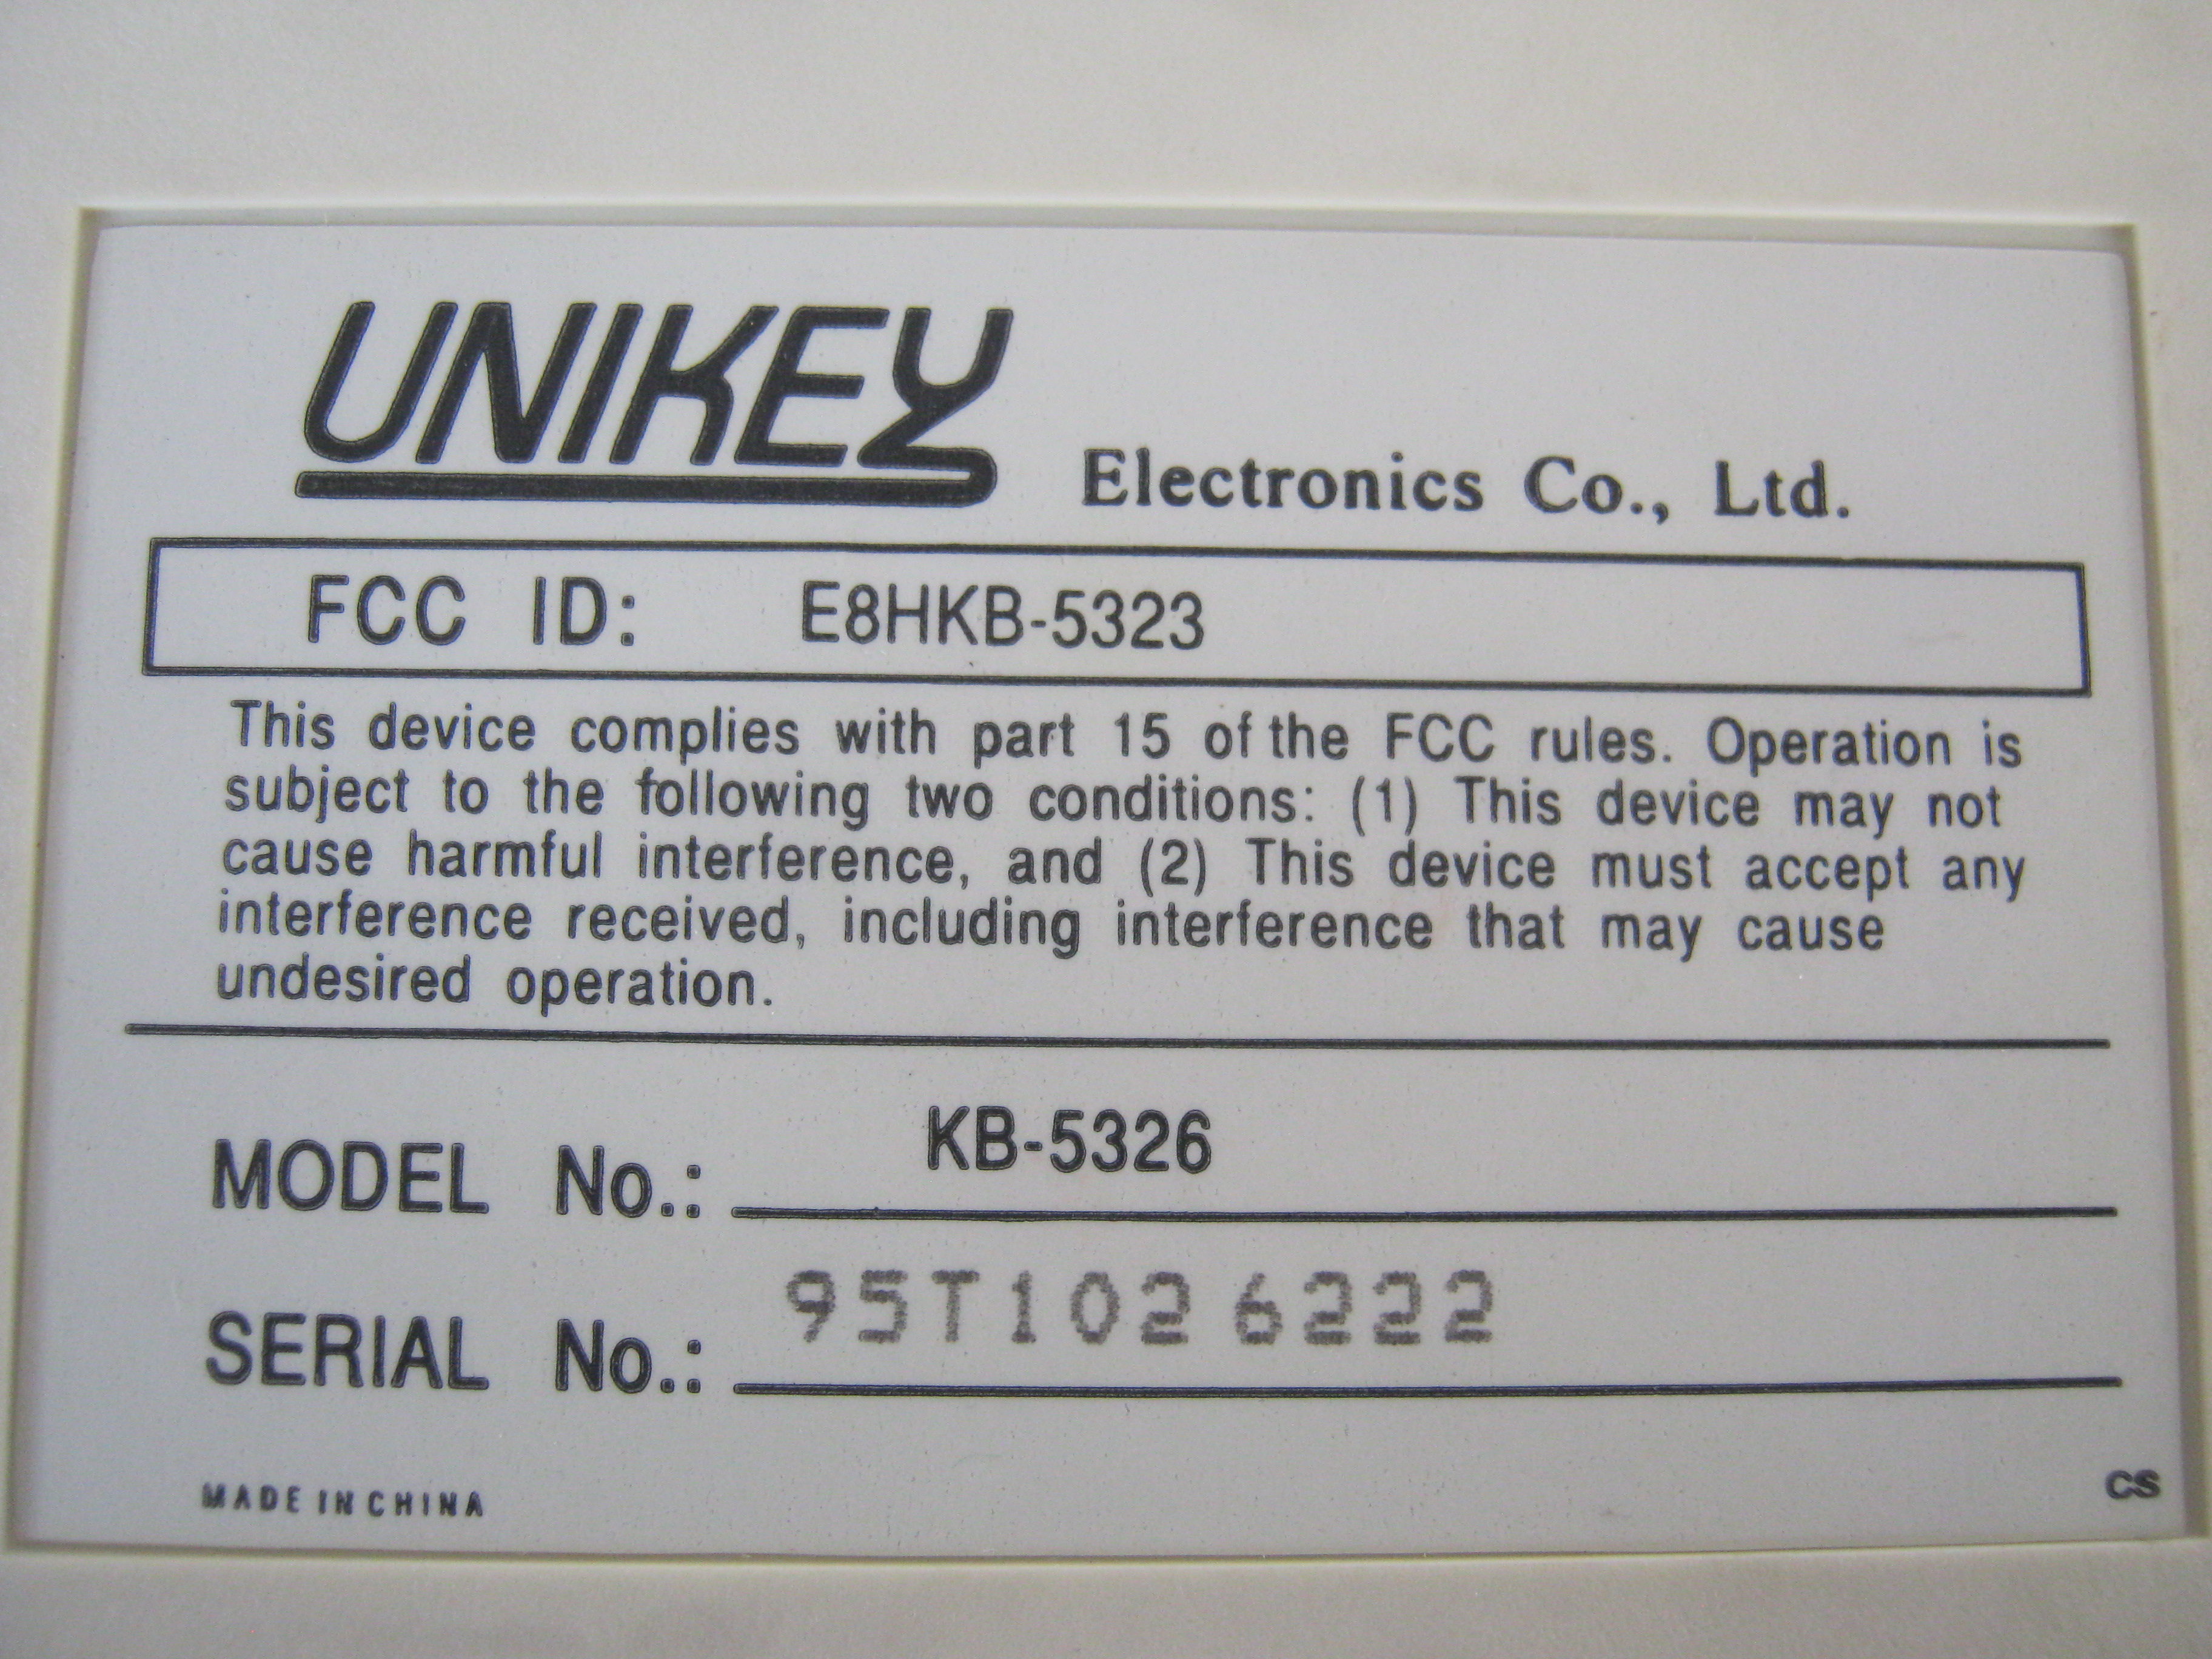 UNIKEY Electronics Co., Ltd.
FCC ID: E8HKB-5323
This device complies with part 15 of the FCC rules. Operation is
subject to the following two conditions: (1) This device may not
cause harmful interference, and (2) This device must accept any
interference received, including interference that may cause
undesired operation.
MODEL No.: KB-5326
SERIAL No.: 95T1026222
MADE IN CHINA
CS